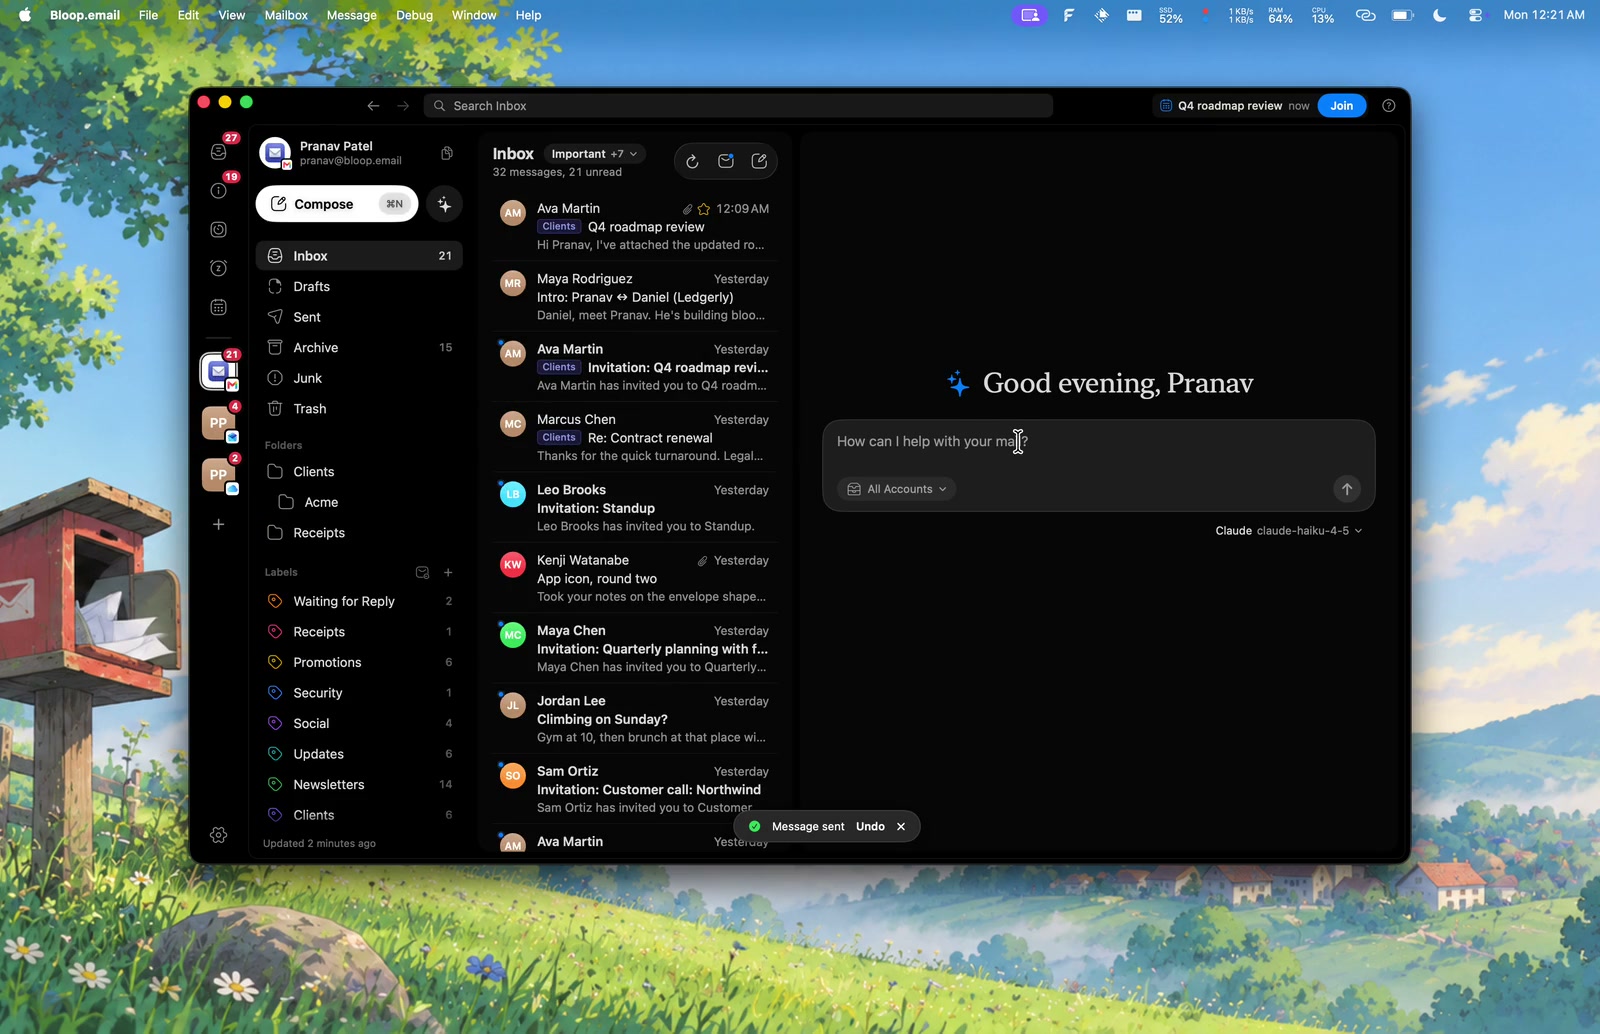 Bloop.email File Edit View Mailbox Message Debug Window Help
SSD 52% 1 KB/s 1 KB/s RAM 64% CPU 13% Mon 12:21 AM
Search Inbox
Q4 roadmap review now Join
27
19
21
4
2
PP
PP
Pranav Patel
pranav@bloop.email
Compose ⌘N
Inbox 21
Drafts
Sent
Archive 15
Junk
Trash
Folders
Clients
Acme
Receipts
Labels
Waiting for Reply 2
Receipts 1
Promotions 6
Security 1
Social 4
Updates 6
Newsletters 14
Clients 6
Updated 2 minutes ago
Inbox Important +7
32 messages, 21 unread
AM Ava Martin 12:09 AM
Clients Q4 roadmap review
Hi Pranav, I've attached the updated ro...
MR Maya Rodriguez Yesterday
Intro: Pranav ↔ Daniel (Ledgerly)
Daniel, meet Pranav. He's building bloo...
AM Ava Martin Yesterday
Clients Invitation: Q4 roadmap revi...
Ava Martin has invited you to Q4 roadm...
MC Marcus Chen Yesterday
Clients Re: Contract renewal
Thanks for the quick turnaround. Legal...
LB Leo Brooks Yesterday
Invitation: Standup
Leo Brooks has invited you to Standup.
KW Kenji Watanabe Yesterday
App icon, round two
Took your notes on the envelope shape...
MC Maya Chen Yesterday
Invitation: Quarterly planning with f...
Maya Chen has invited you to Quarterly...
JL Jordan Lee Yesterday
Climbing on Sunday?
Gym at 10, then brunch at that place wi...
SO Sam Ortiz Yesterday
Invitation: Customer call: Northwind
Sam Ortiz has invited you to Customer
AM Ava Martin Yesterday
Good evening, Pranav
How can I help with your mail?
All Accounts
Claude claude-haiku-4-5
Message sent Undo